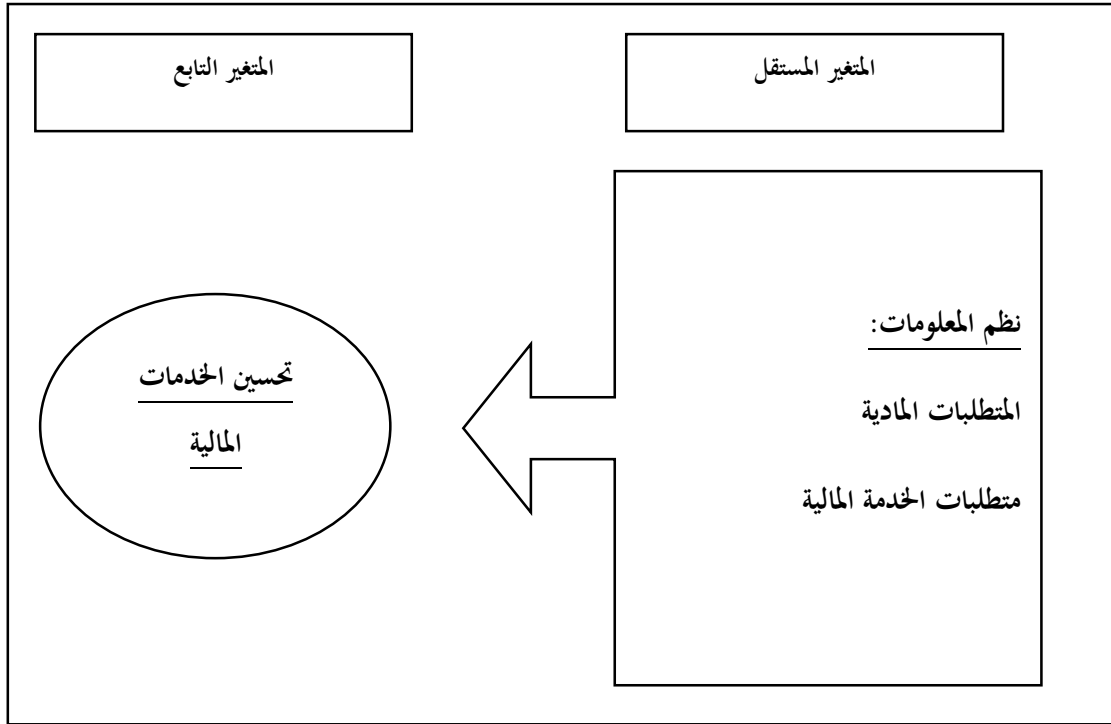 المتغير المستقل
المتغير التابع
نظم المعلومات:
المتطلبات المادية
متطلبات الخدمة المالية
تحسين الخدمات
المالية